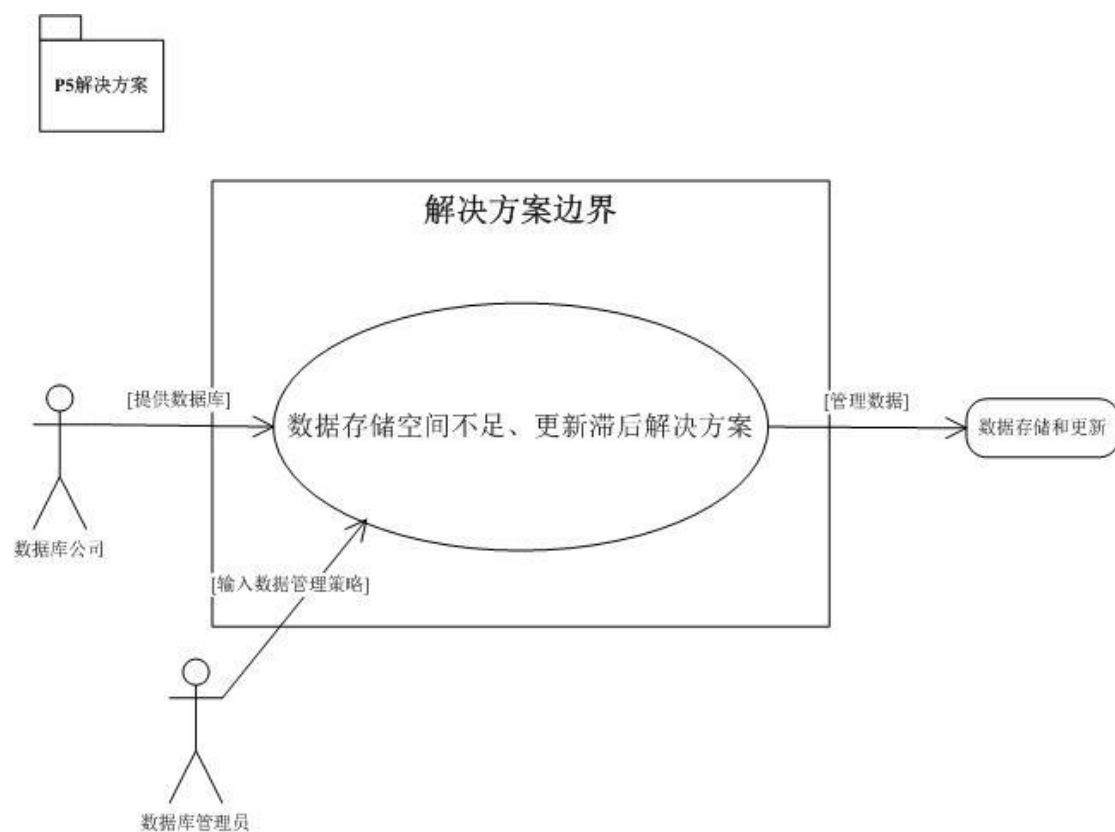 P5解决方案
解决方案边界
[提供数据库]
[管理数据]
数据存储空间不足、更新滞后解决方案
数据存储和更新
数据库公司
[输入数据管理策略]
数据库管理员